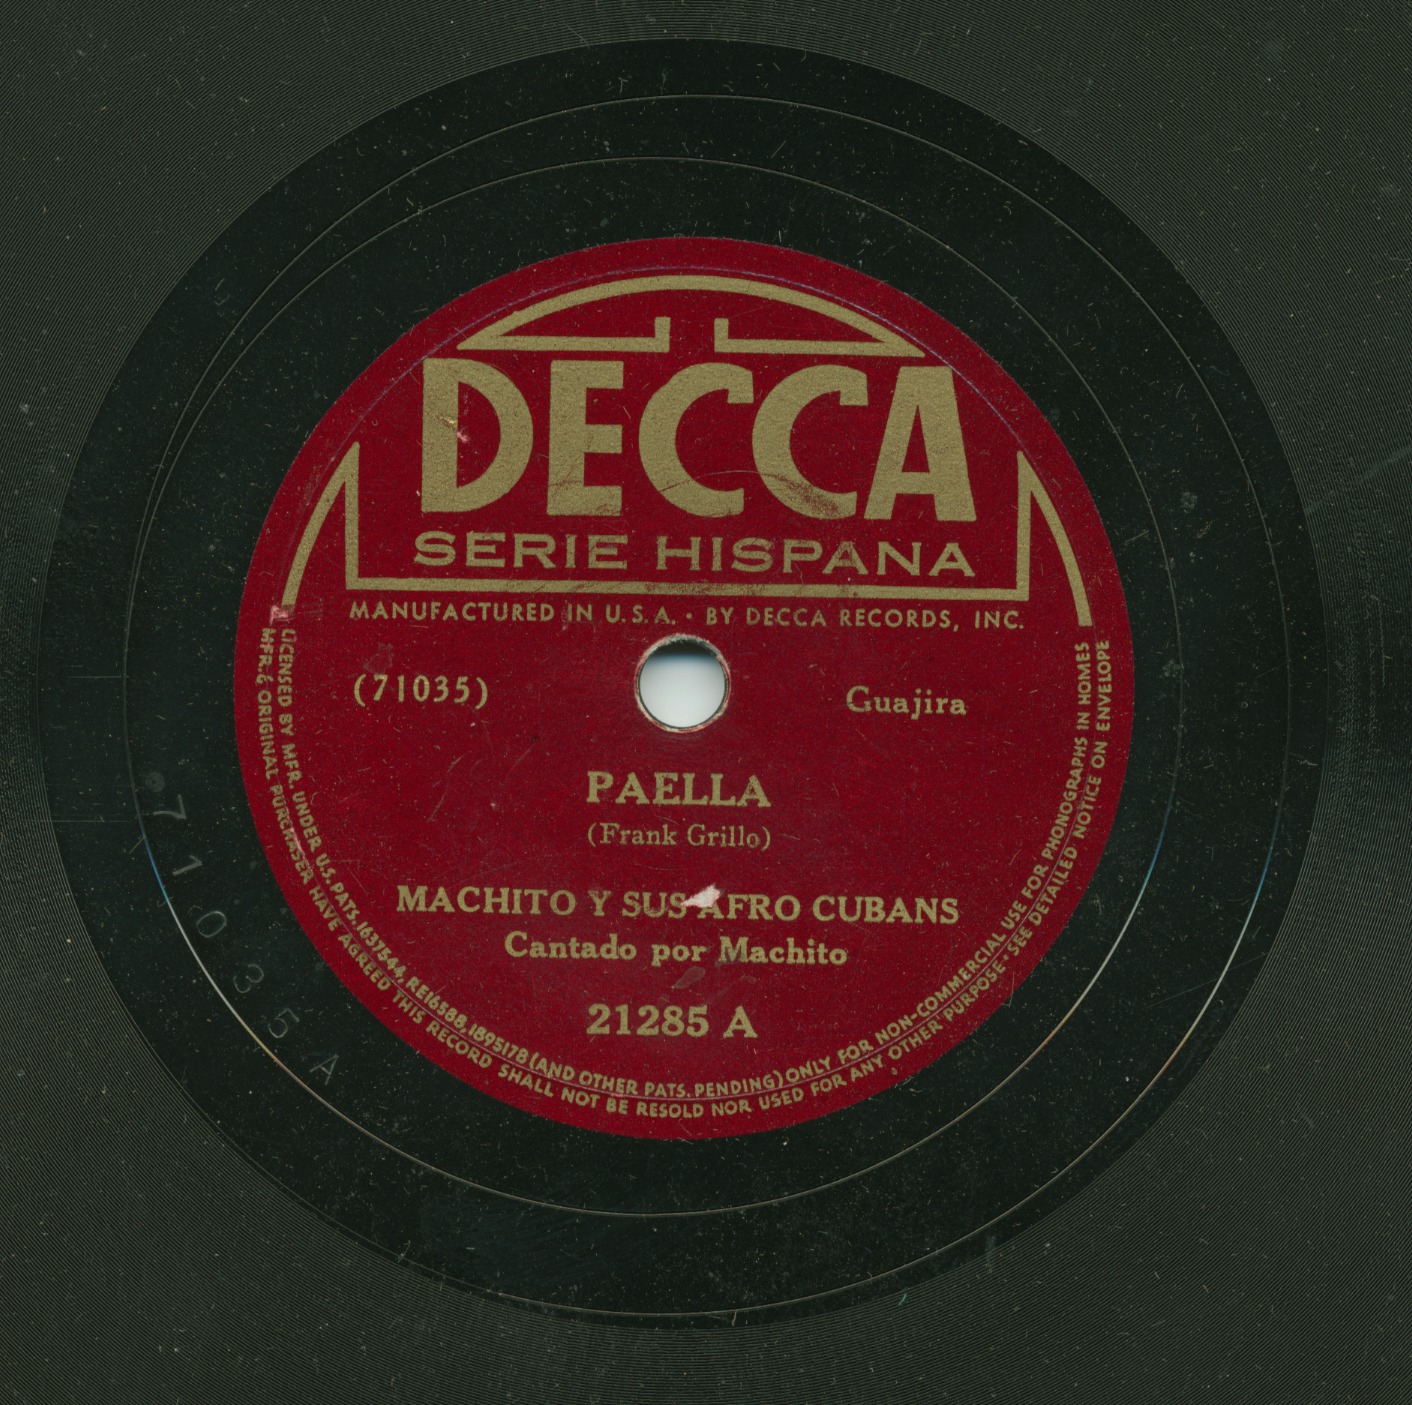 DECCA
SERIE HISPANA
MANUFACTURED IN U.S.A. · BY DECCA RECORDS, INC.
(71035)
Guajira
PAELLA
(Frank Grillo)
MACHITO Y SUS AFRO CUBANS
Cantado por Machito
21285 A
LICENSED BY MFR. UNDER U.S. PATS. 1637544, RE16588, 1895178 (AND OTHER PATS. PENDING) ONLY FOR NON-COMMERCIAL USE FOR PHONOGRAPHS IN HOMES
MFR. & ORIGINAL PURCHASER HAVE AGREED THIS RECORD SHALL NOT BE RESOLD NOR USED FOR ANY OTHER PURPOSE · SEE DETAILED NOTICE ON ENVELOPE
71035 A